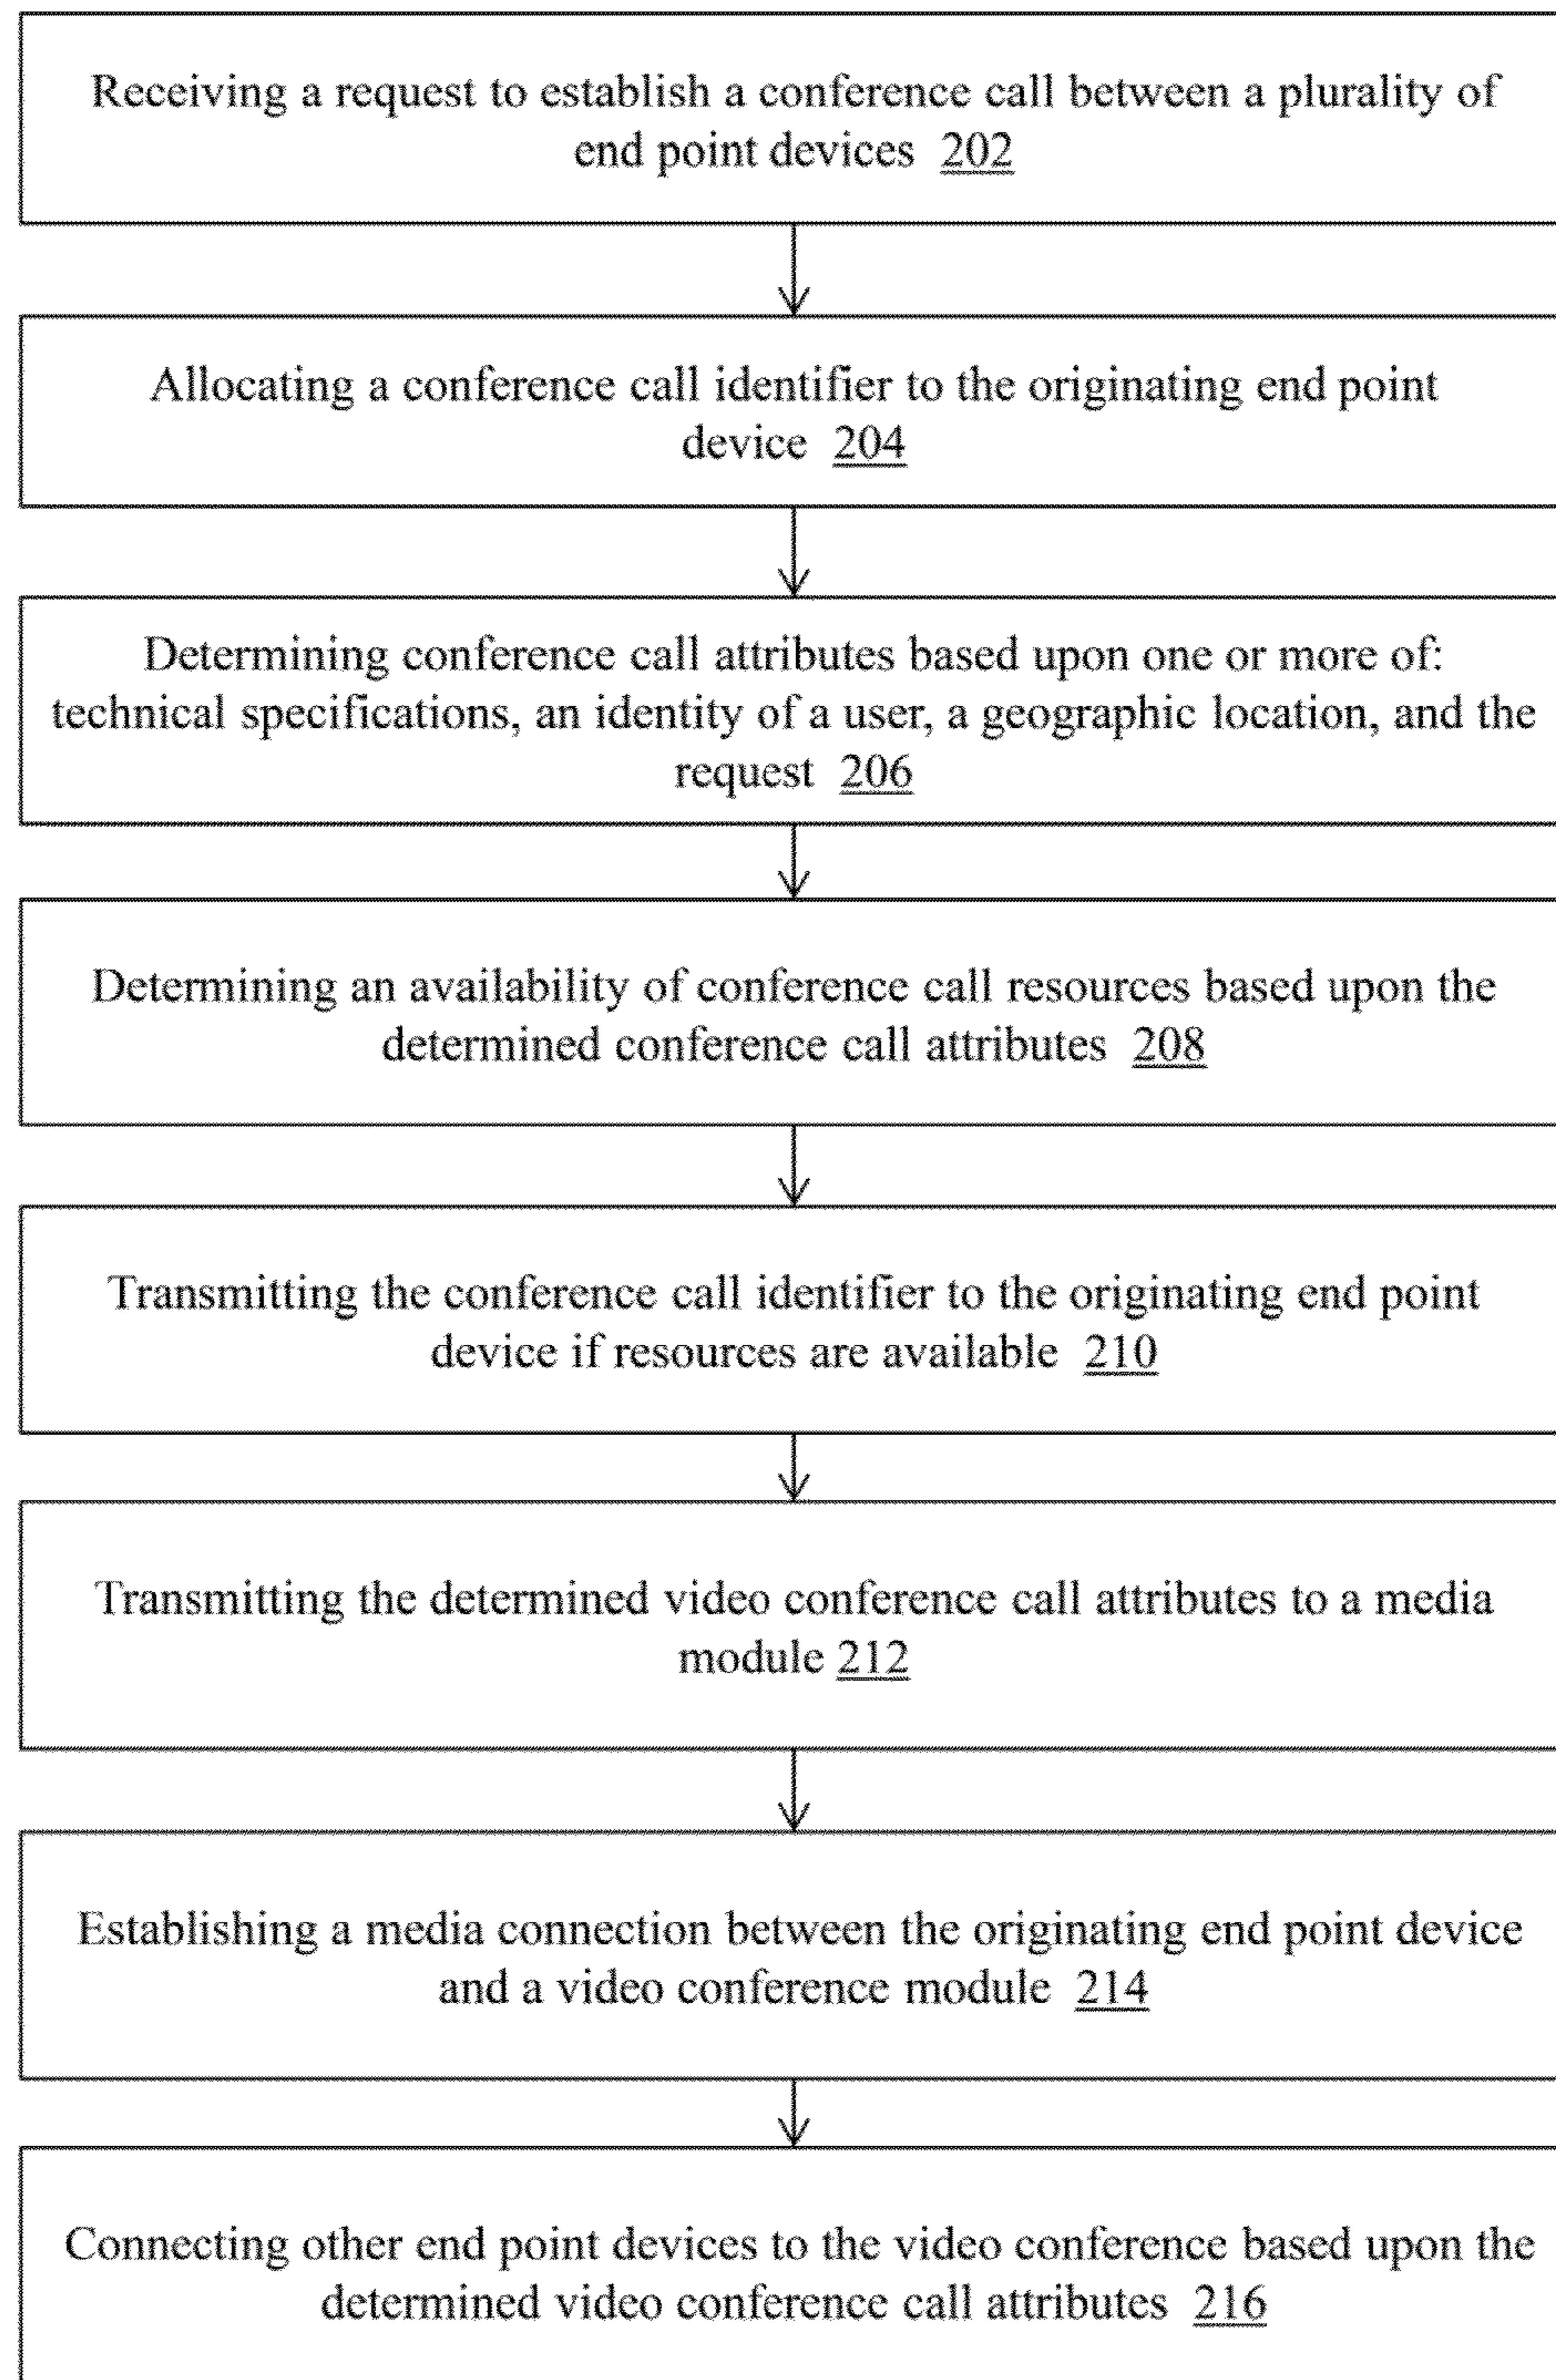 Receiving a request to establish a conference call between a plurality of
end point devices 202
Allocating a conference call identifier to the originating end point
device 204
Determining conference call attributes based upon one or more of:
technical specifications, an identity of a user, a geographic location, and the
request 206
Determining an availability of conference call resources based upon the
determined conference call attributes 208
Transmitting the conference call identifier to the originating end point
device if resources are available 210
Transmitting the determined video conference call attributes to a media
module 212
Establishing a media connection between the originating end point device
and a video conference module 214
Connecting other end point devices to the video conference based upon the
determined video conference call attributes 216